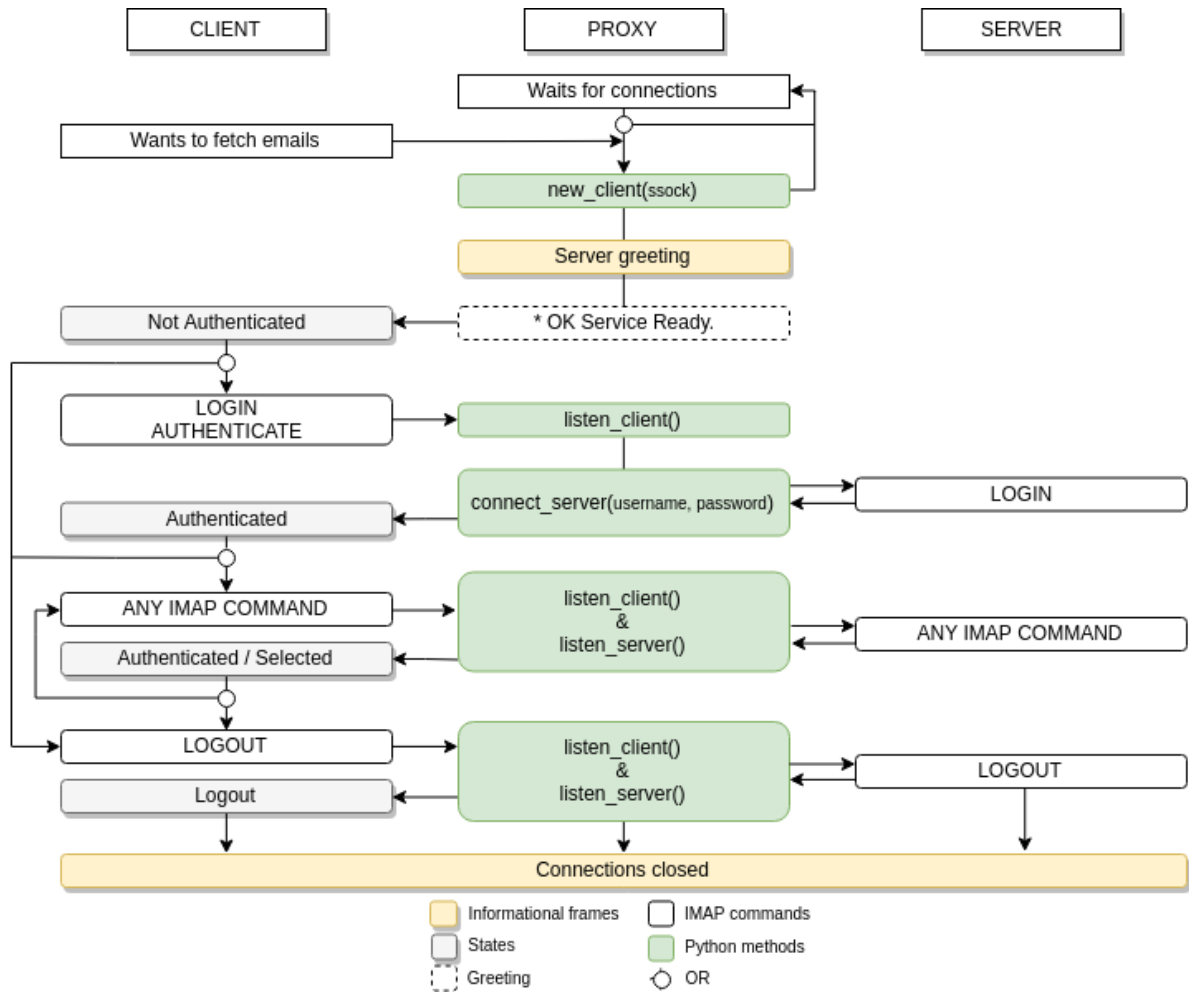 CLIENT
PROXY
SERVER
Waits for connections
Wants to fetch emails
new_client(ssock)
Server greeting
Not Authenticated
* OK Service Ready.
LOGIN
AUTHENTICATE
listen_client()
connect_server(username, password)
LOGIN
Authenticated
ANY IMAP COMMAND
listen_client()
&
listen_server()
ANY IMAP COMMAND
Authenticated / Selected
LOGOUT
listen_client()
&
listen_server()
LOGOUT
Logout
Connections closed
Informational frames
IMAP commands
States
Python methods
Greeting
OR